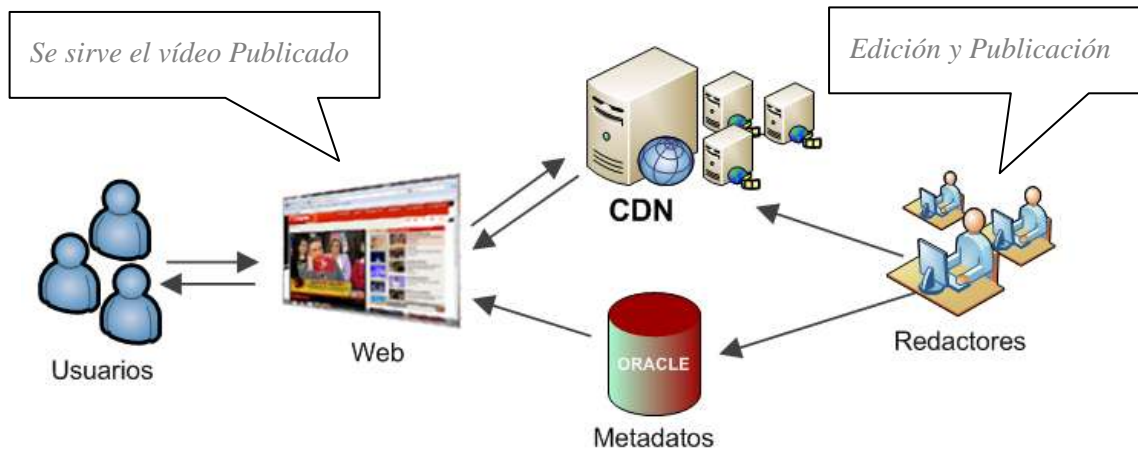 Se sirve el vídeo Publicado
Edición y Publicación
CDN
Usuarios
Web
ORACLE
Redactores
Metadatos